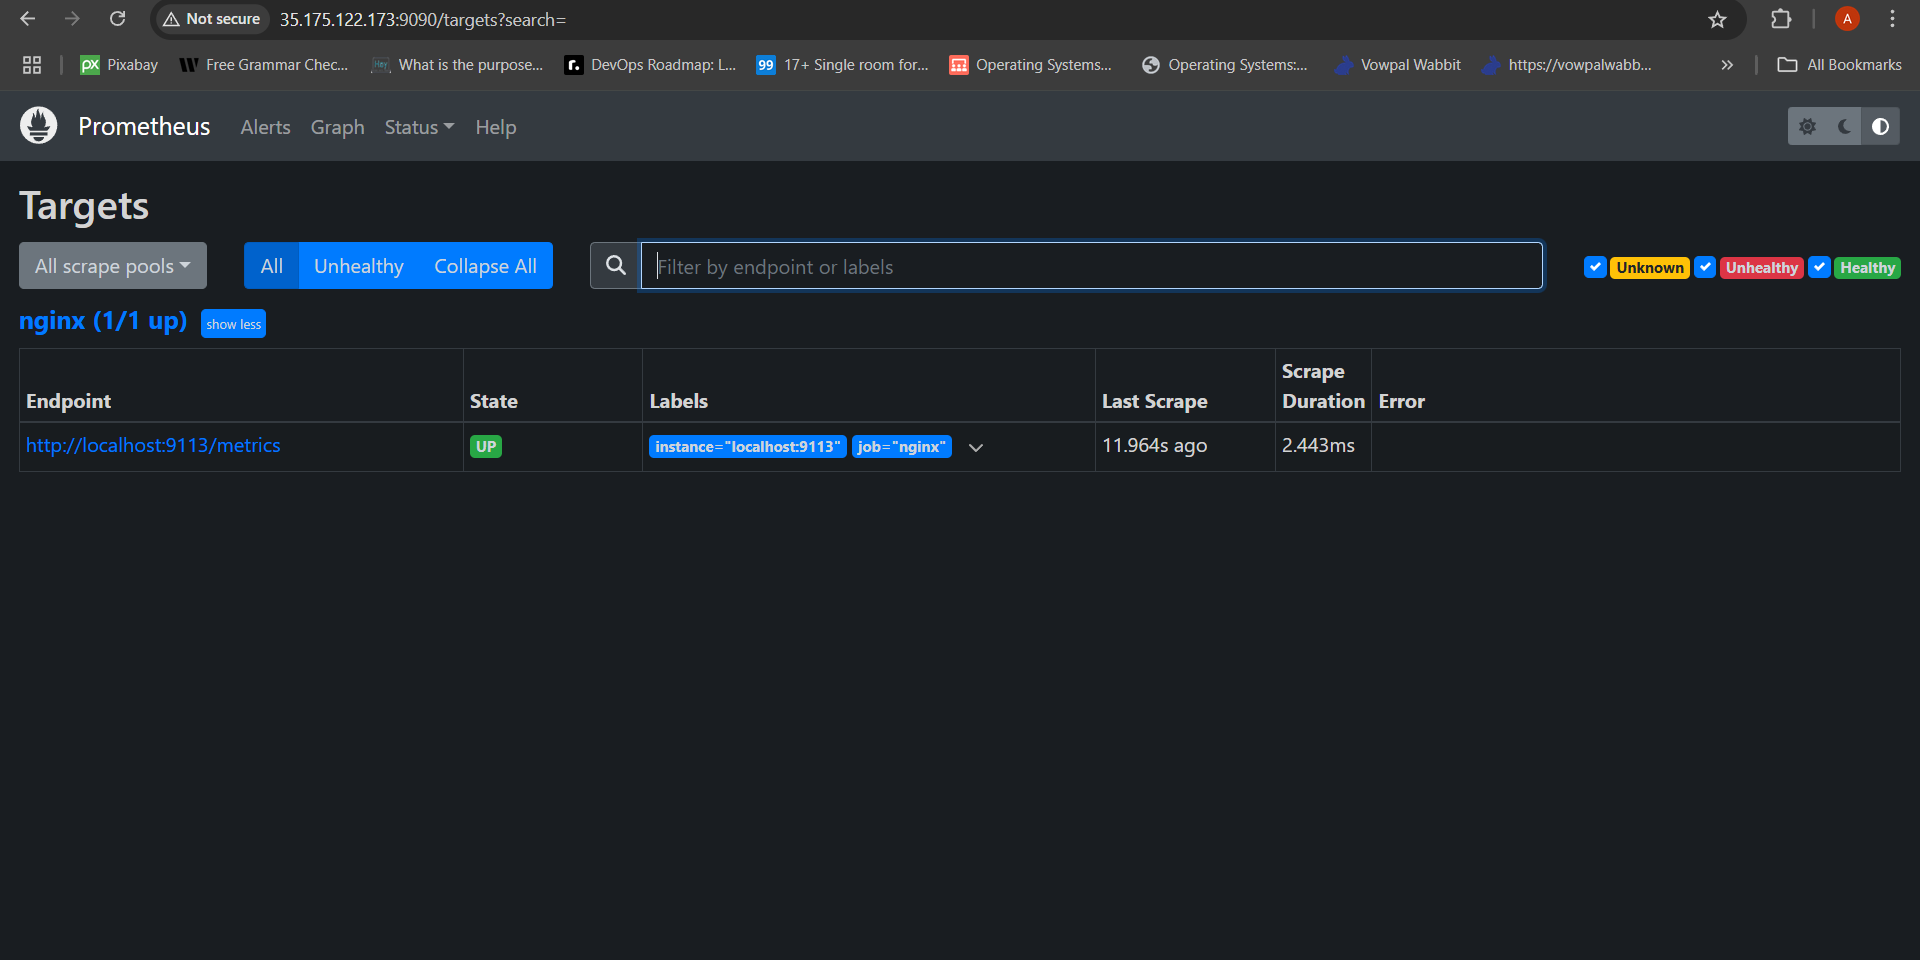 Not secure 35.175.122.173:9090/targets?search= A
px Pixabay W Free Grammar Chec... Hey What is the purpose... r. DevOps Roadmap: L... 99 17+ Single room for... Operating Systems... Operating Systems:... Vowpal Wabbit https://vowpalwabb... » All Bookmarks
Prometheus Alerts Graph Status Help
Targets
All scrape pools All Unhealthy Collapse All Filter by endpoint or labels Unknown Unhealthy Healthy
nginx (1/1 up) show less
Endpoint State Labels Last Scrape Scrape Duration Error
http://localhost:9113/metrics UP instance="localhost:9113" job="nginx" 11.964s ago 2.443ms